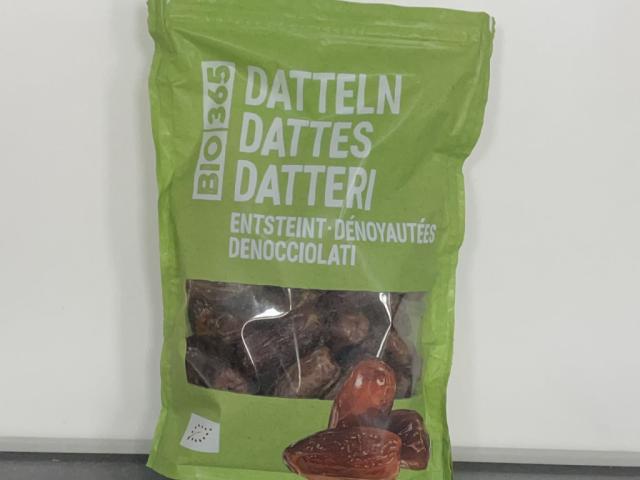 BIO 365
DATTELN
DATTES
DATTERI
ENTSTEINT · DÉNOYAUTÉES
DENOCCIOLATI